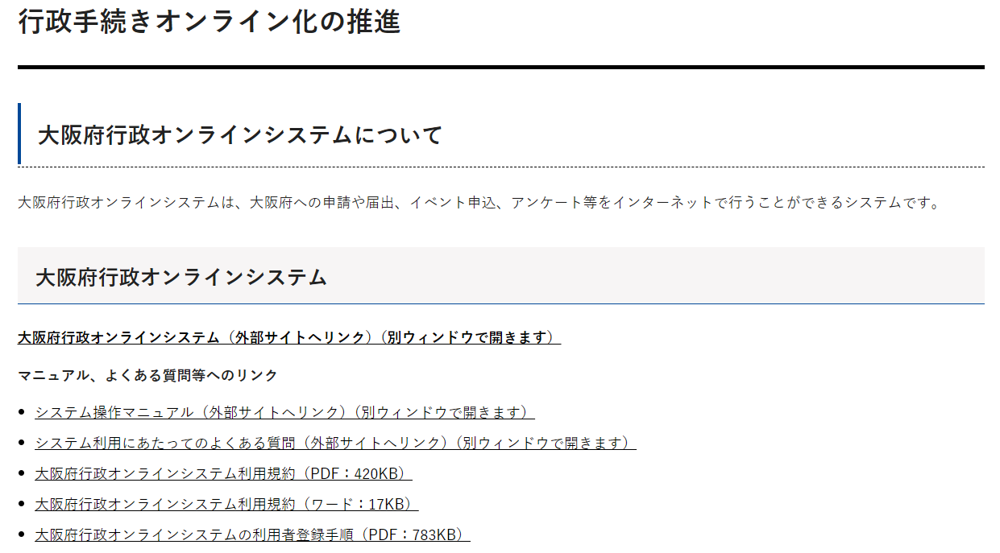 行政手続きオンライン化の推進
大阪府行政オンラインシステムについて
大阪府行政オンラインシステムは、大阪府への申請や届出、イベント申込、アンケート等をインターネットで行うことができるシステムです。
大阪府行政オンラインシステム
大阪府行政オンラインシステム（外部サイトへリンク）（別ウィンドウで開きます）
マニュアル、よくある質問等へのリンク
• システム操作マニュアル（外部サイトへリンク）（別ウィンドウで開きます）
• システム利用にあたってのよくある質問（外部サイトへリンク）（別ウィンドウで開きます）
• 大阪府行政オンラインシステム利用規約（PDF：420KB）
• 大阪府行政オンラインシステム利用規約（ワード：17KB）
• 大阪府行政オンラインシステムの利用者登録手順（PDF：783KB）